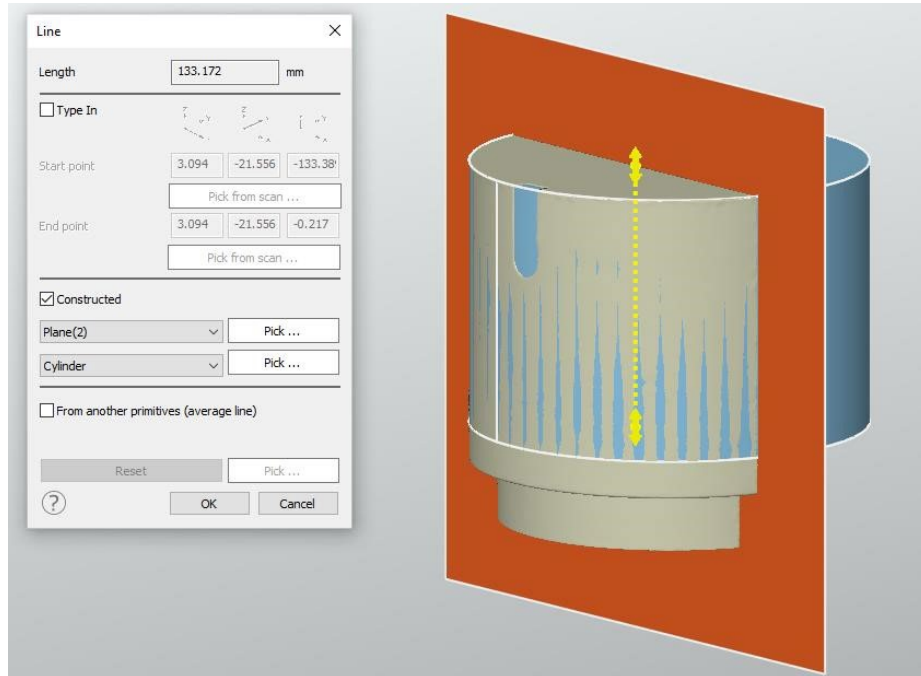 Line
Length 133.172 mm
Type In
Start point 3.094 -21.556 -133.38
Pick from scan ...
End point 3.094 -21.556 -0.217
Pick from scan ...
Constructed
Plane(2) Pick ...
Cylinder Pick ...
From another primitives (average line)
Reset Pick ...
? OK Cancel